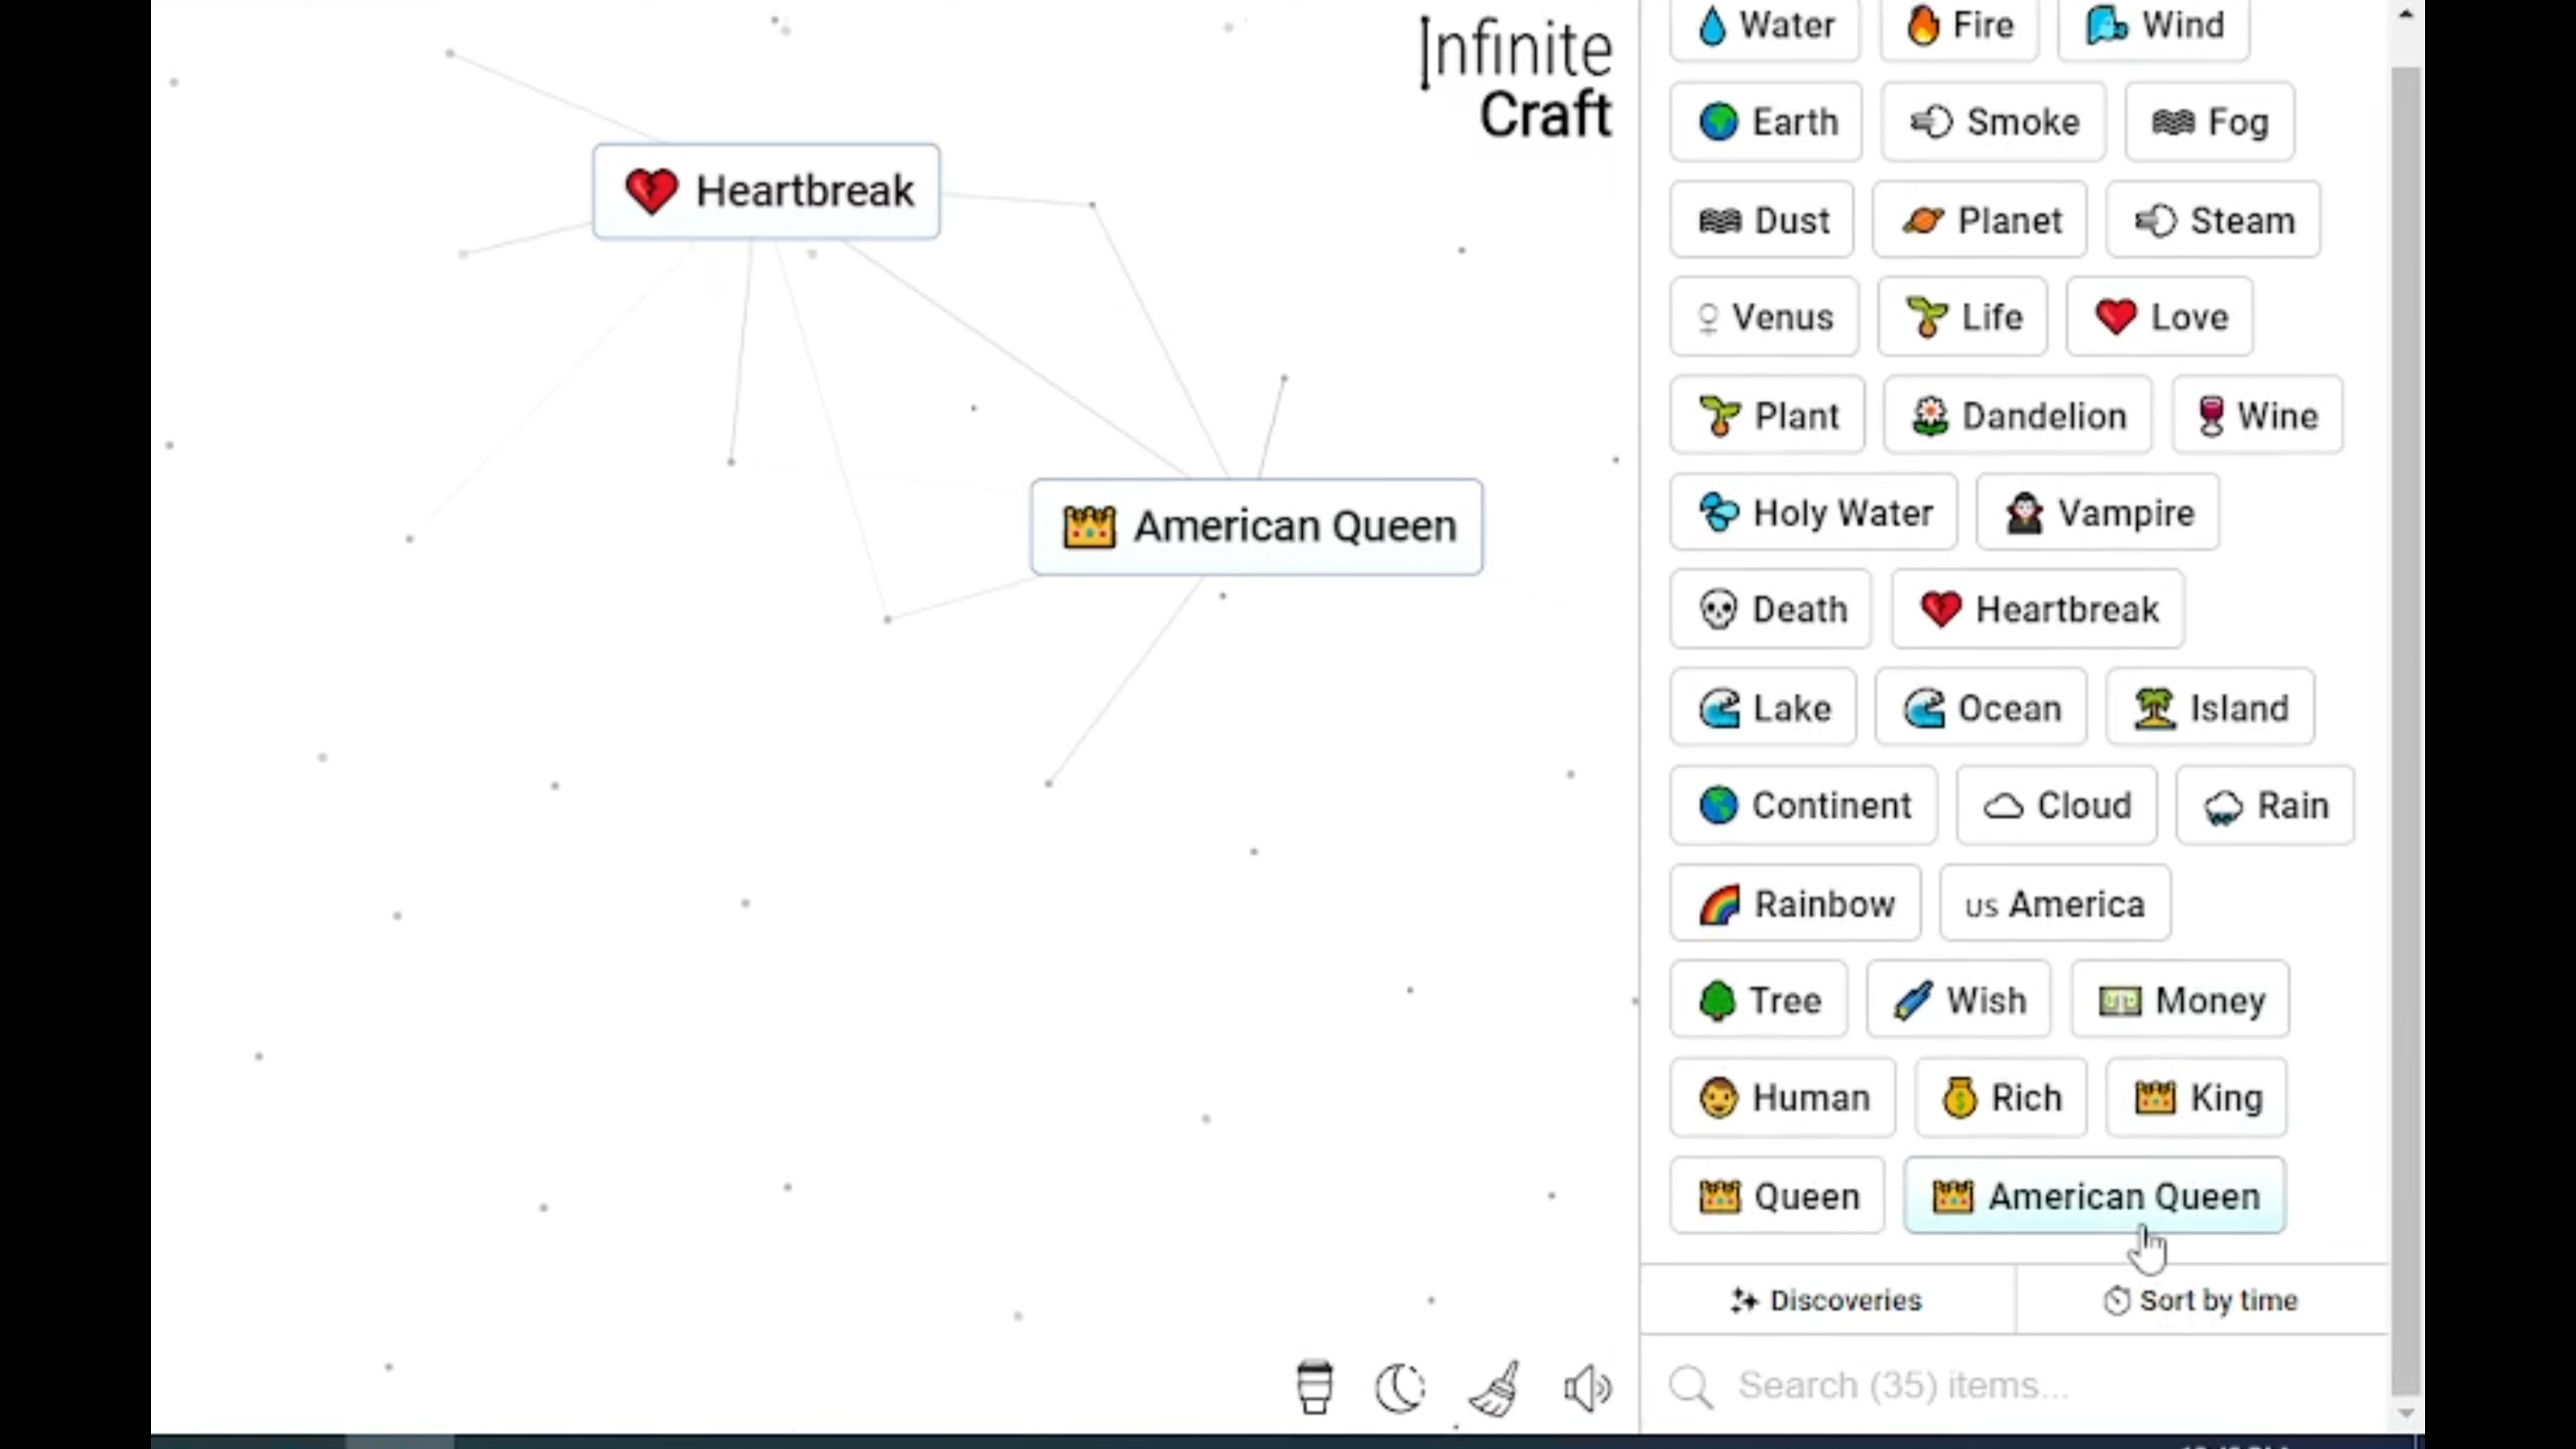 Infinite
Craft
Heartbreak
American Queen
Water Fire Wind
Earth Smoke Fog
Dust Planet Steam
Venus Life Love
Plant Dandelion Wine
Holy Water Vampire
Death Heartbreak
Lake Ocean Island
Continent Cloud Rain
Rainbow US America
Tree Wish Money
Human Rich King
Queen American Queen
Discoveries Sort by time
Search (35) items...